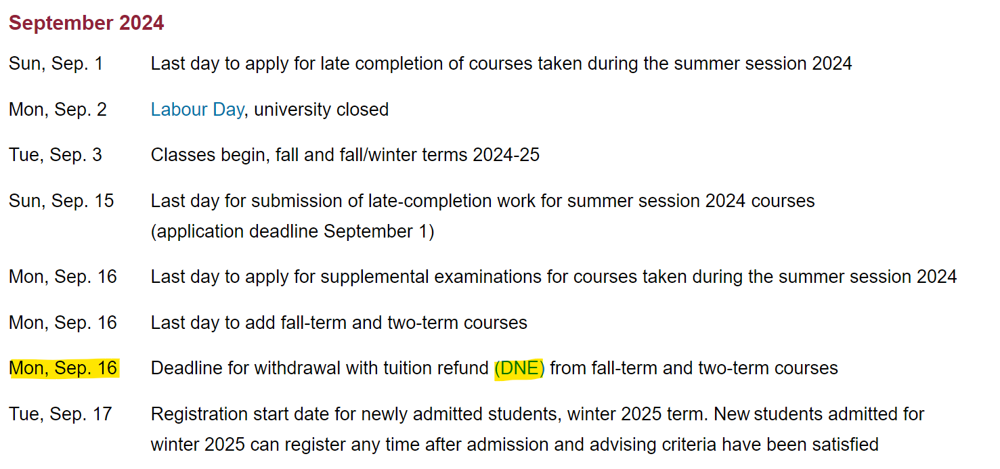 September 2024
Sun, Sep. 1 Last day to apply for late completion of courses taken during the summer session 2024
Mon, Sep. 2 Labour Day, university closed
Tue, Sep. 3 Classes begin, fall and fall/winter terms 2024-25
Sun, Sep. 15 Last day for submission of late-completion work for summer session 2024 courses
(application deadline September 1)
Mon, Sep. 16 Last day to apply for supplemental examinations for courses taken during the summer session 2024
Mon, Sep. 16 Last day to add fall-term and two-term courses
Mon, Sep. 16 Deadline for withdrawal with tuition refund (DNE) from fall-term and two-term courses
Tue, Sep. 17 Registration start date for newly admitted students, winter 2025 term. New students admitted for
winter 2025 can register any time after admission and advising criteria have been satisfied